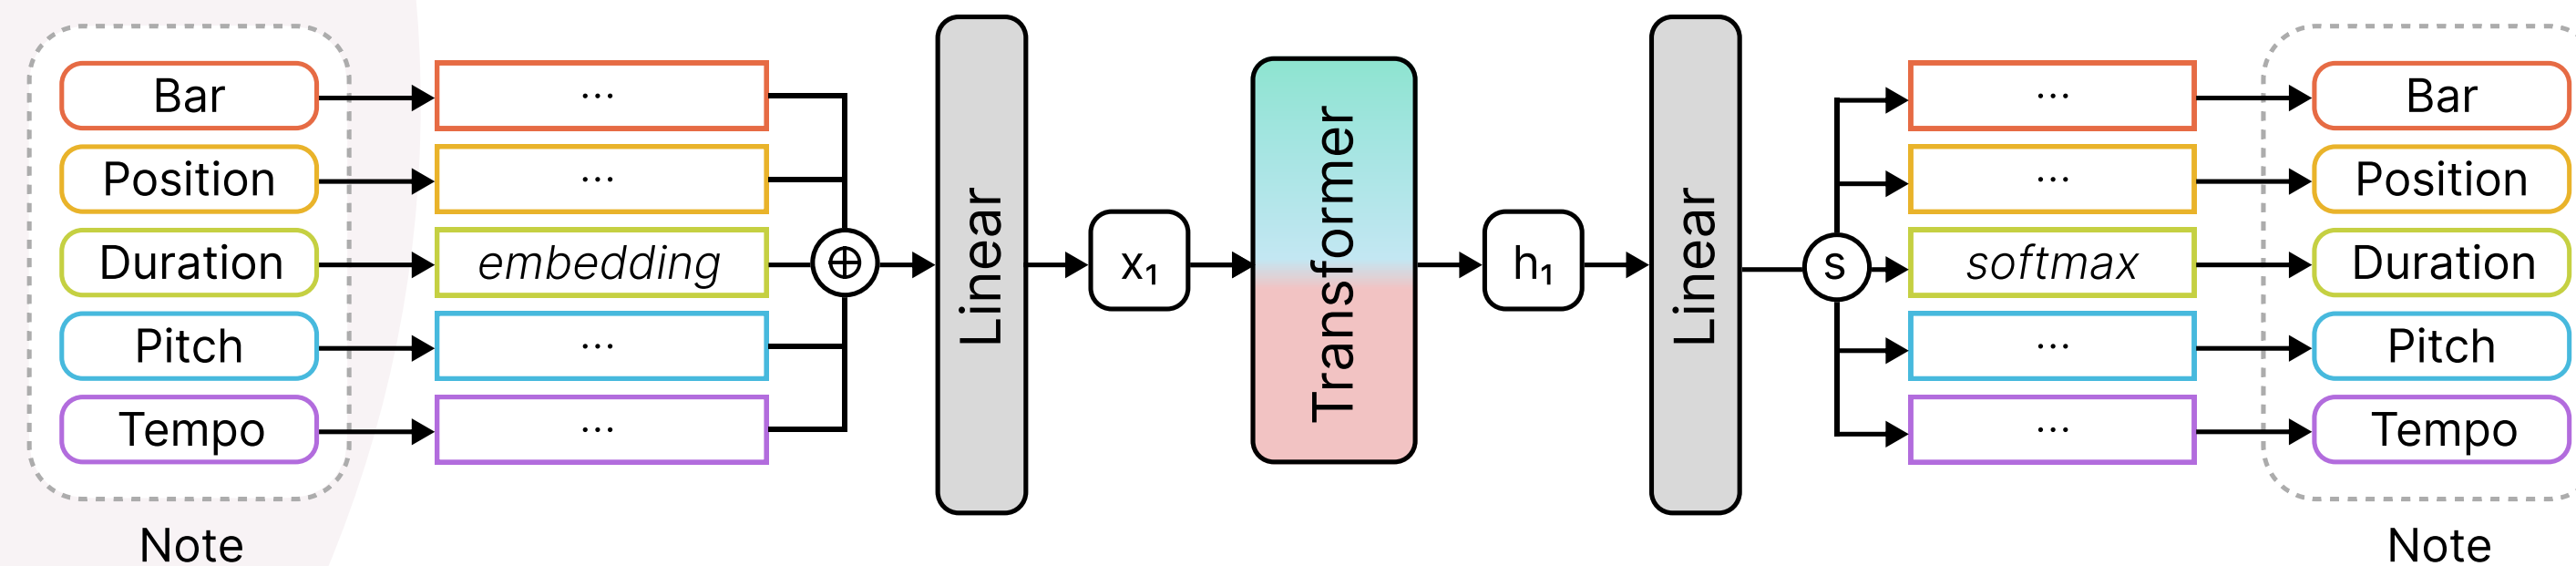 Bar
Position
Duration
Pitch
Tempo
Note
...
...
embedding
...
...
⊕
Linear
x₁
Transformer
h₁
Linear
s
...
...
softmax
...
...
Bar
Position
Duration
Pitch
Tempo
Note